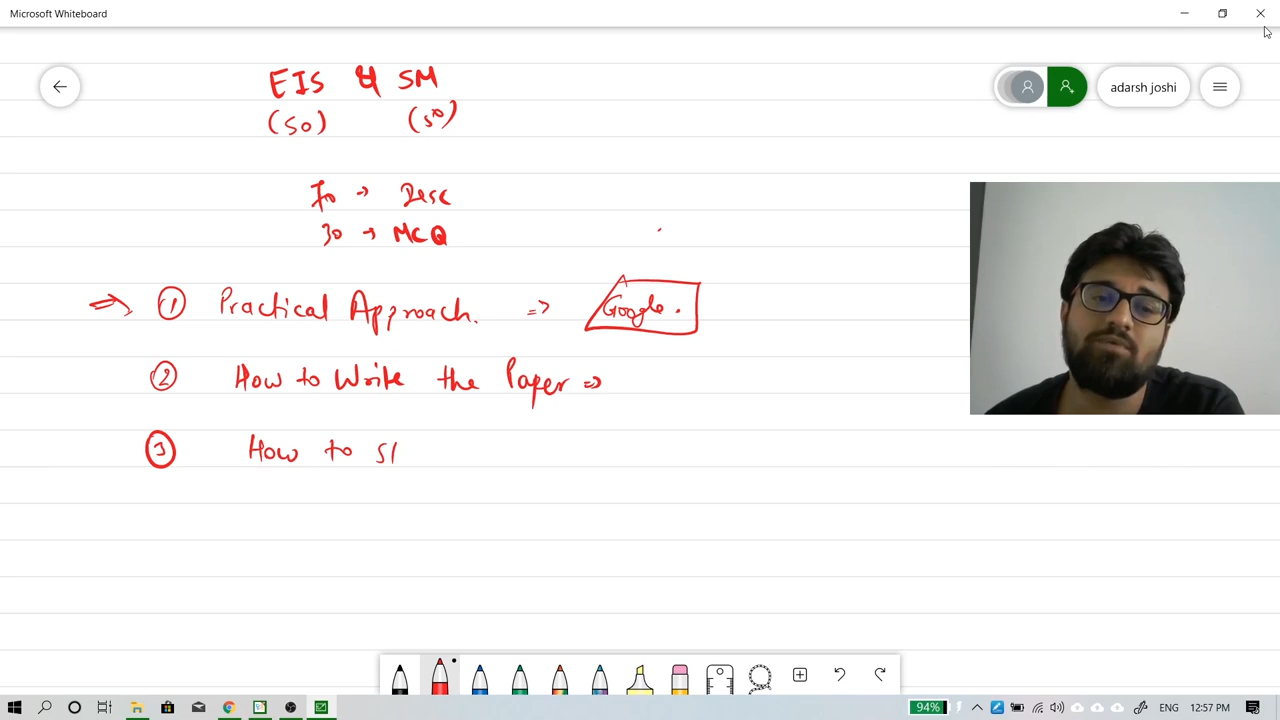 Microsoft Whiteboard
EIS & SM
(50) (50)
adarsh joshi
70 → Desc
30 → MCQ
⇒ ① Practical Approach. ⇒ Google.
② How to Write the Paper ⇒
③ How to st
94% ENG 12:57 PM